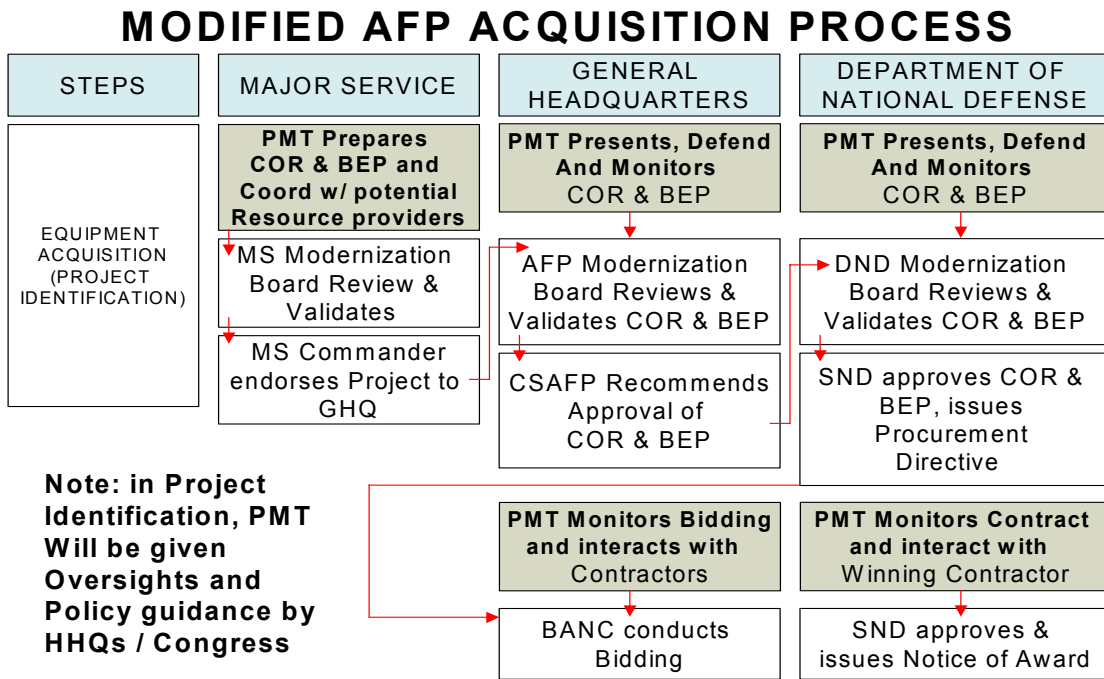 MODIFIED AFP ACQUISITION PROCESS
STEPS
MAJOR SERVICE
GENERAL
HEADQUARTERS
DEPARTMENT OF
NATIONAL DEFENSE
EQUIPMENT
ACQUISITION
(PROJECT
IDENTIFICATION)
PMT Prepares
COR & BEP and
Coord w/ potential
Resource providers
MS Modernization
Board Review &
Validates
MS Commander
endorses Project to
GHQ
PMT Presents, Defend
And Monitors
COR & BEP
AFP Modernization
Board Reviews &
Validates COR & BEP
CSAFP Recommends
Approval of
COR & BEP
PMT Presents, Defend
And Monitors
COR & BEP
DND Modernization
Board Reviews &
Validates COR & BEP
SND approves COR &
BEP, issues
Procurement
Directive
Note: in Project
Identification, PMT
Will be given
Oversights and
Policy guidance by
HHQs / Congress
PMT Monitors Bidding
and interacts with
Contractors
BANC conducts
Bidding
PMT Monitors Contract
and interact with
Winning Contractor
SND approves &
issues Notice of Award